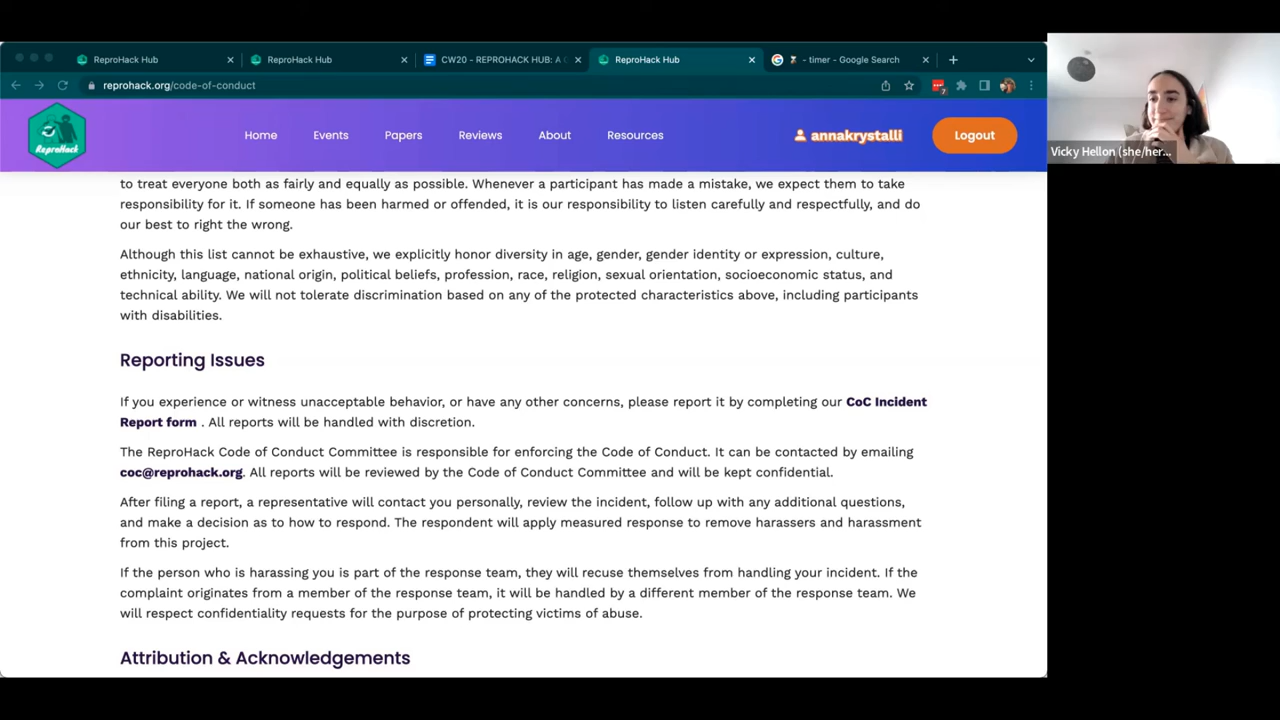 ReproHack Hub
ReproHack Hub
CW20 - REPROHACK HUB: A C
ReproHack Hub
- timer - Google Search
reprohack.org/code-of-conduct
7
ReproHack
Home
Events
Papers
Reviews
About
Resources
annakrystalli
Logout
Vicky Hellon (she/her...
to treat everyone both as fairly and equally as possible. Whenever a participant has made a mistake, we expect them to take
responsibility for it. If someone has been harmed or offended, it is our responsibility to listen carefully and respectfully, and do
our best to right the wrong.
Although this list cannot be exhaustive, we explicitly honor diversity in age, gender, gender identity or expression, culture,
ethnicity, language, national origin, political beliefs, profession, race, religion, sexual orientation, socioeconomic status, and
technical ability. We will not tolerate discrimination based on any of the protected characteristics above, including participants
with disabilities.
Reporting Issues
If you experience or witness unacceptable behavior, or have any other concerns, please report it by completing our CoC Incident
Report form . All reports will be handled with discretion.
The ReproHack Code of Conduct Committee is responsible for enforcing the Code of Conduct. It can be contacted by emailing
coc@reprohack.org. All reports will be reviewed by the Code of Conduct Committee and will be kept confidential.
After filing a report, a representative will contact you personally, review the incident, follow up with any additional questions,
and make a decision as to how to respond. The respondent will apply measured response to remove harassers and harassment
from this project.
If the person who is harassing you is part of the response team, they will recuse themselves from handling your incident. If the
complaint originates from a member of the response team, it will be handled by a different member of the response team. We
will respect confidentiality requests for the purpose of protecting victims of abuse.
Attribution & Acknowledgements